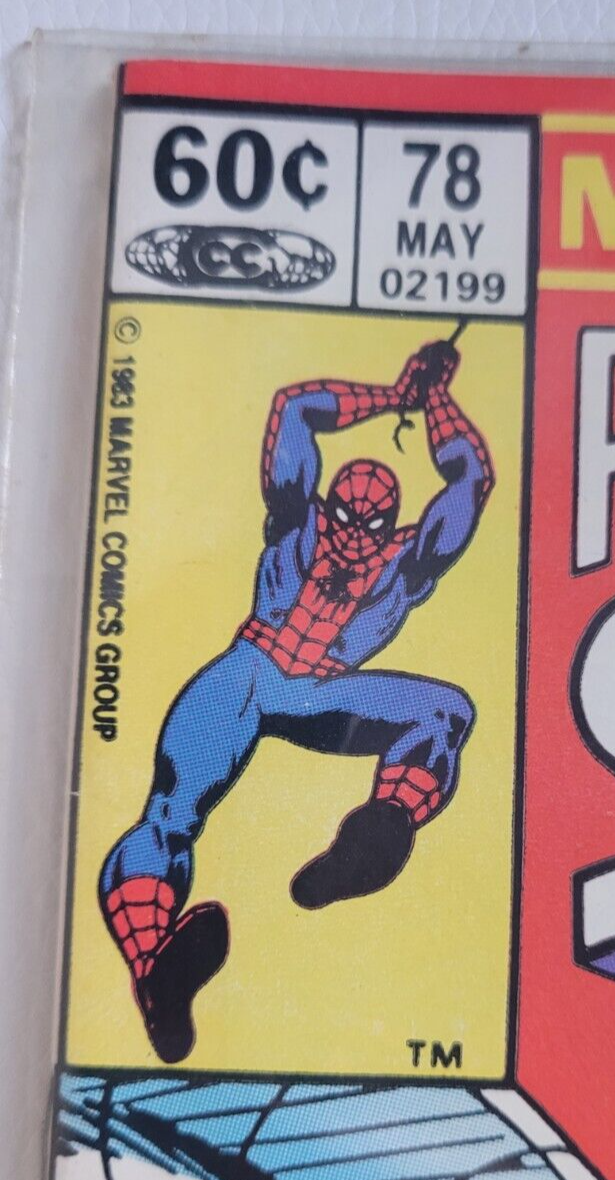 60¢
CC
78
MAY
02199
© 1983 MARVEL COMICS GROUP
TM